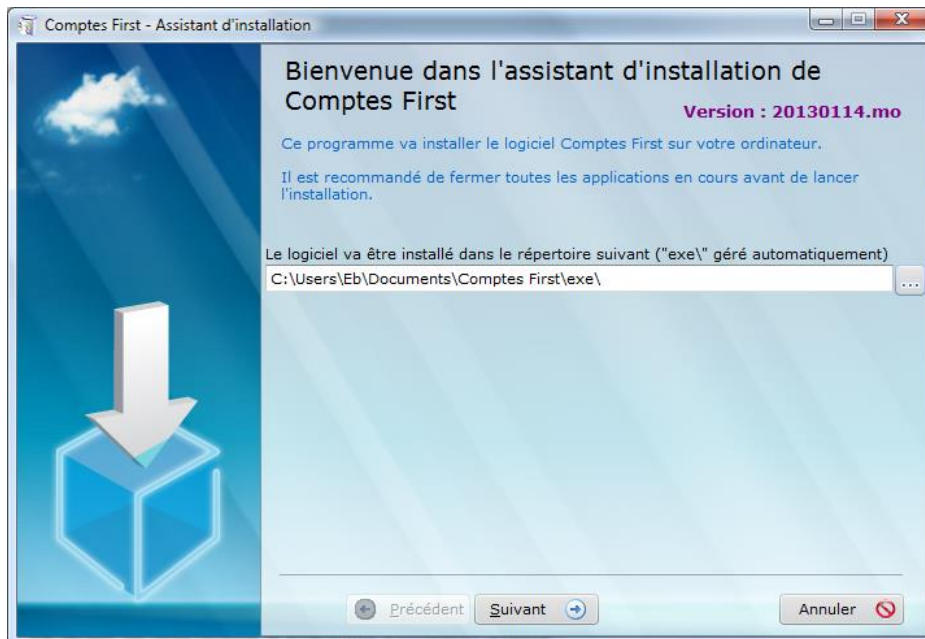 Comptes First - Assistant d'installation
Bienvenue dans l'assistant d'installation de
Comptes First
Version : 20130114.mo
Ce programme va installer le logiciel Comptes First sur votre ordinateur.
Il est recommandé de fermer toutes les applications en cours avant de lancer
l'installation.
Le logiciel va être installé dans le répertoire suivant ("exe\" géré automatiquement)
C:\Users\Eb\Documents\Comptes First\exe\
...
Précédent Suivant Annuler